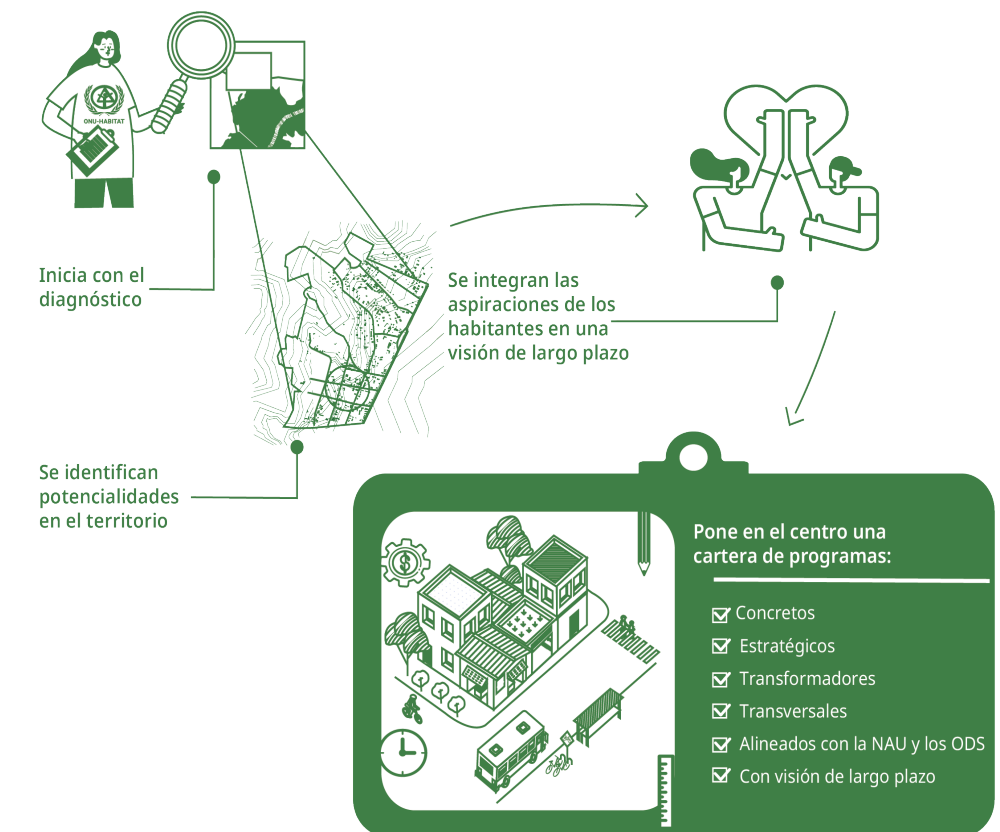 ONU-HABITAT
Inicia con el
diagnóstico
Se identifican
potencialidades
en el territorio
Se integran las
aspiraciones de los
habitantes en una
visión de largo plazo
Pone en el centro una
cartera de programas:
Concretos
Estratégicos
Transformadores
Transversales
Alineados con la NAU y los ODS
Con visión de largo plazo
$